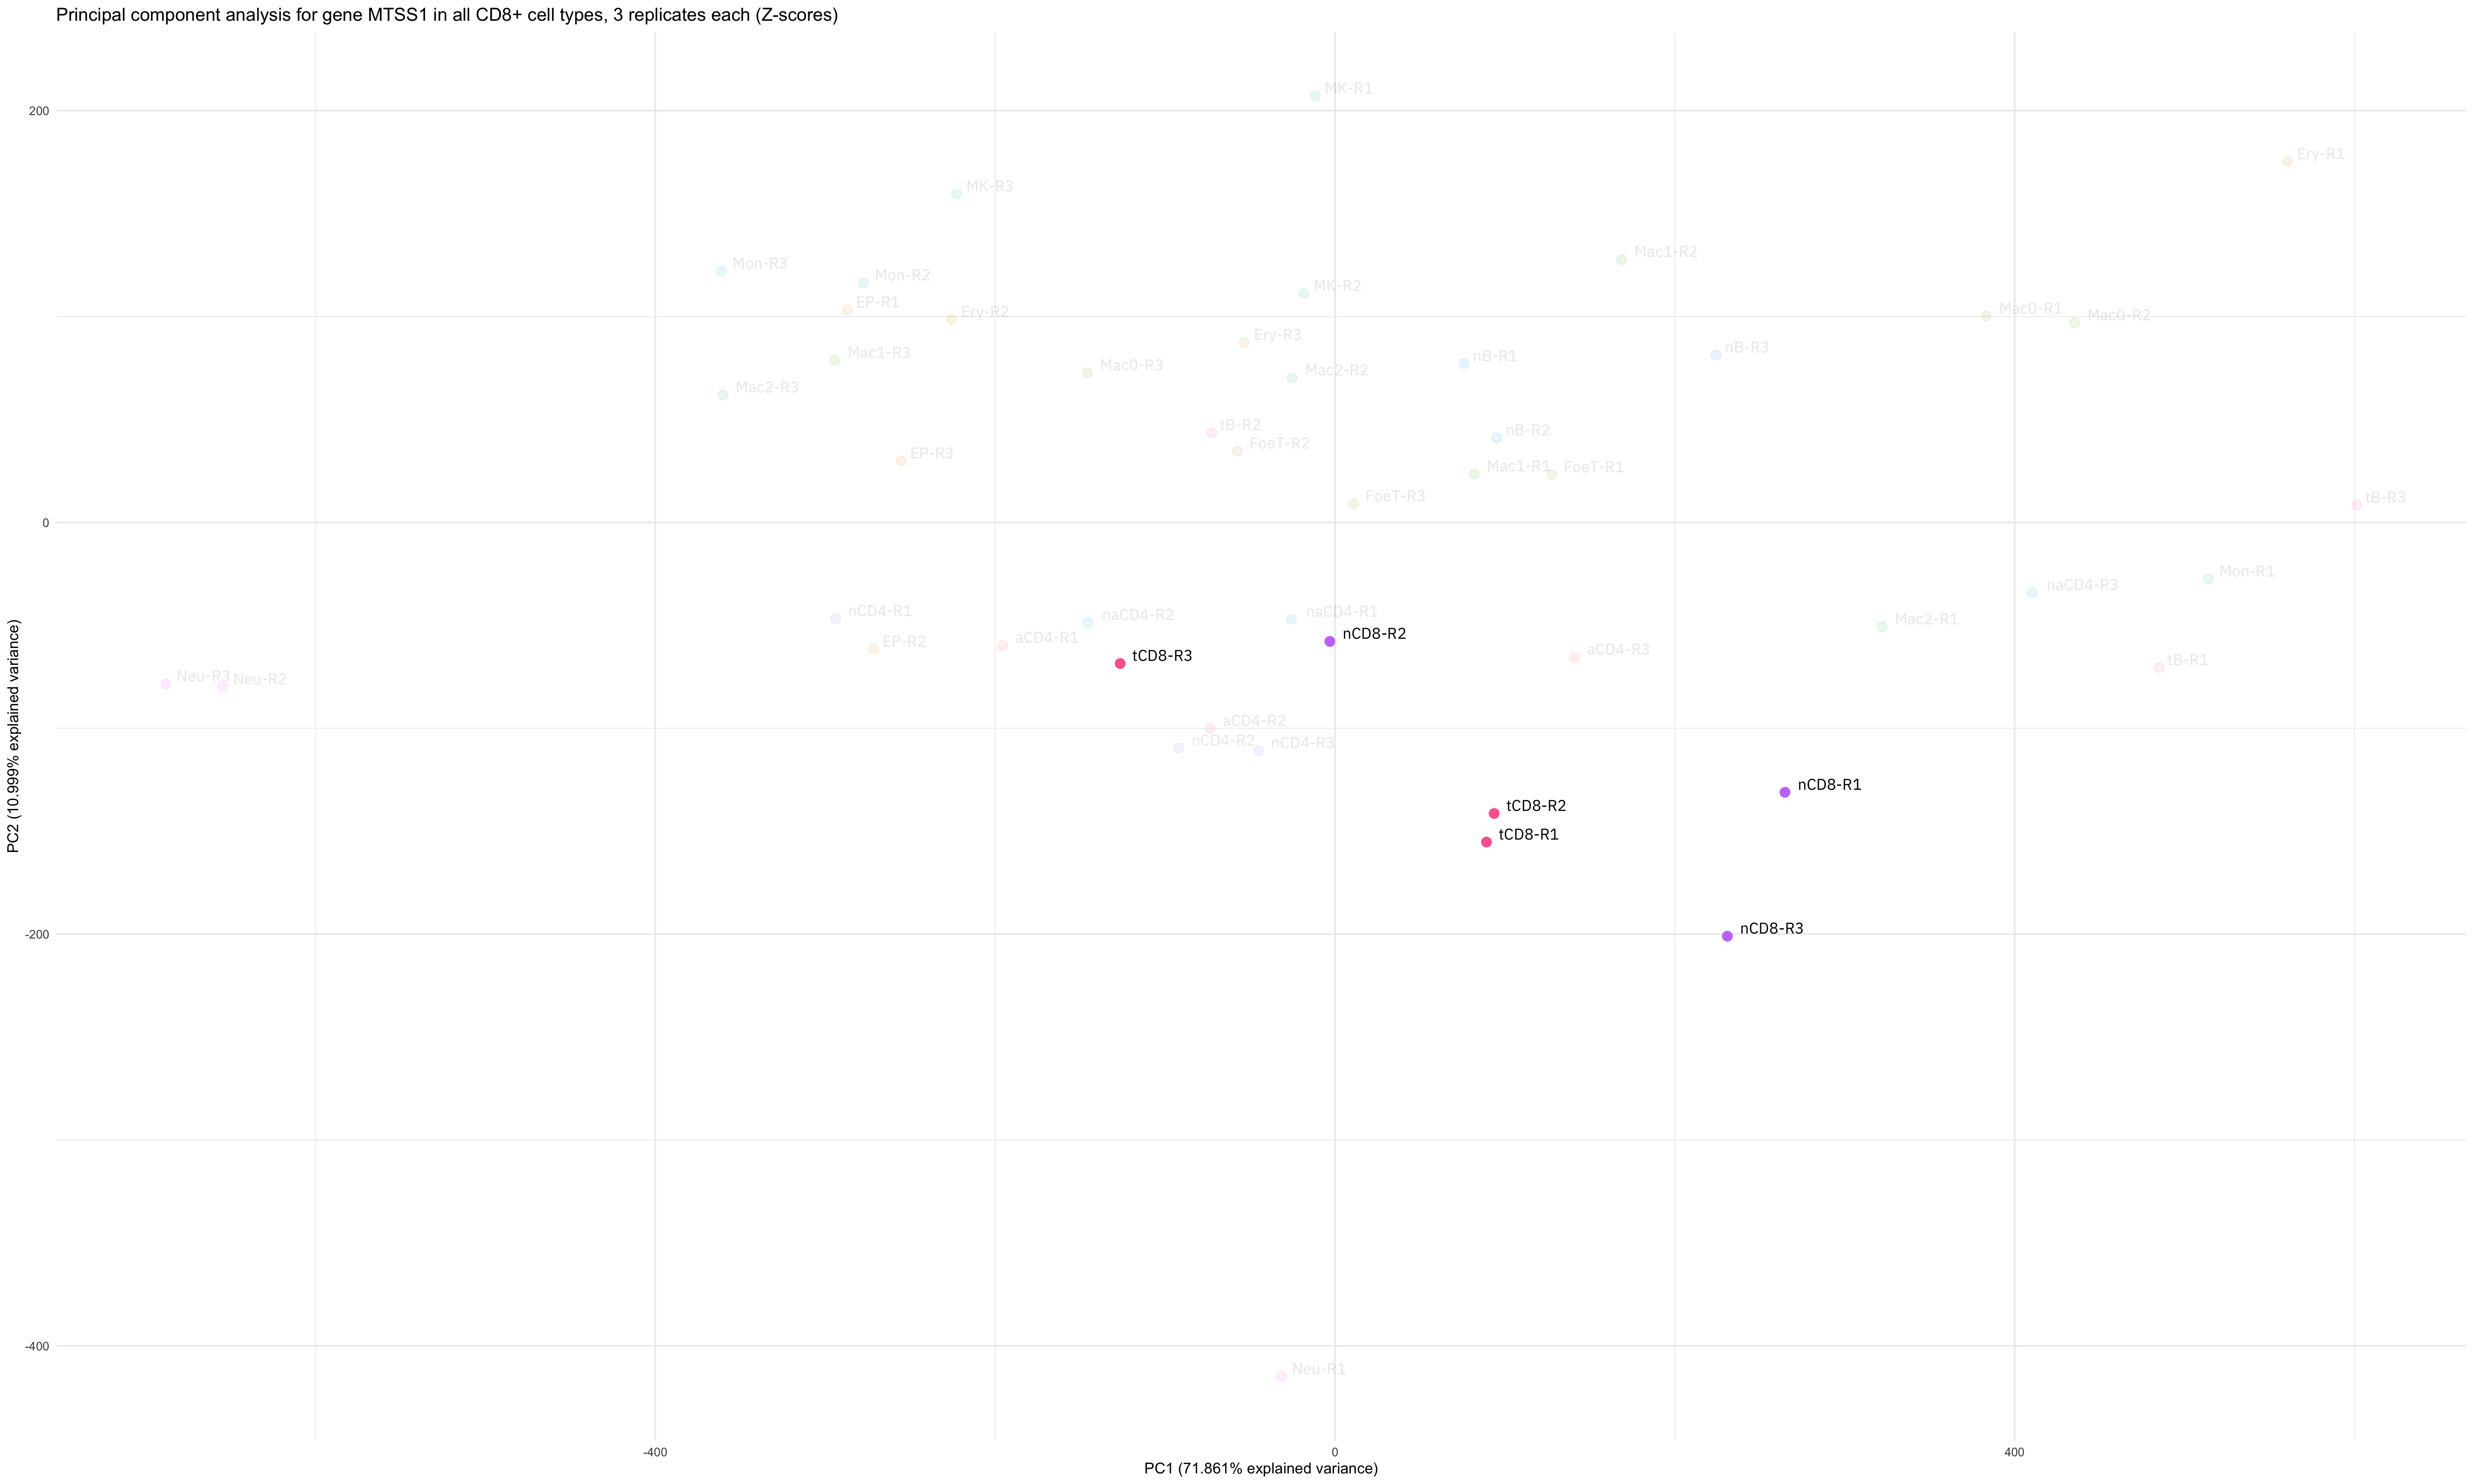 Principal component analysis for gene MTSS1 in all CD8+ cell types, 3 replicates each (Z-scores)
MK-R1
200
Ery-R1
MK-R3
Mac1-R2
Mon-R3
Mon-R2
MK-R2
EP-R1
Ery-R2
Mac0-R1
Mac0-R2
Ery-R3
nB-R3
Mac1-R3
nB-R1
Mac0-R3
Mac2-R2
Mac2-R3
tB-R2
nB-R2
FoeT-R2
EP-R3
Mac1-R1
FoeT-R1
FoeT-R3
tB-R3
0
Mon-R1
naCD4-R3
nCD4-R1
naCD4-R2
naCD4-R1
Mac2-R1
nCD8-R2
aCD4-R1
EP-R2
aCD4-R3
tCD8-R3
tB-R1
Neu-R3
Neu-R2
aCD4-R2
nCD4-R2
nCD4-R3
PC2 (10.999% explained variance)
nCD8-R1
tCD8-R2
tCD8-R1
nCD8-R3
-200
-400
Neu-R1
-400
0
400
PC1 (71.861% explained variance)